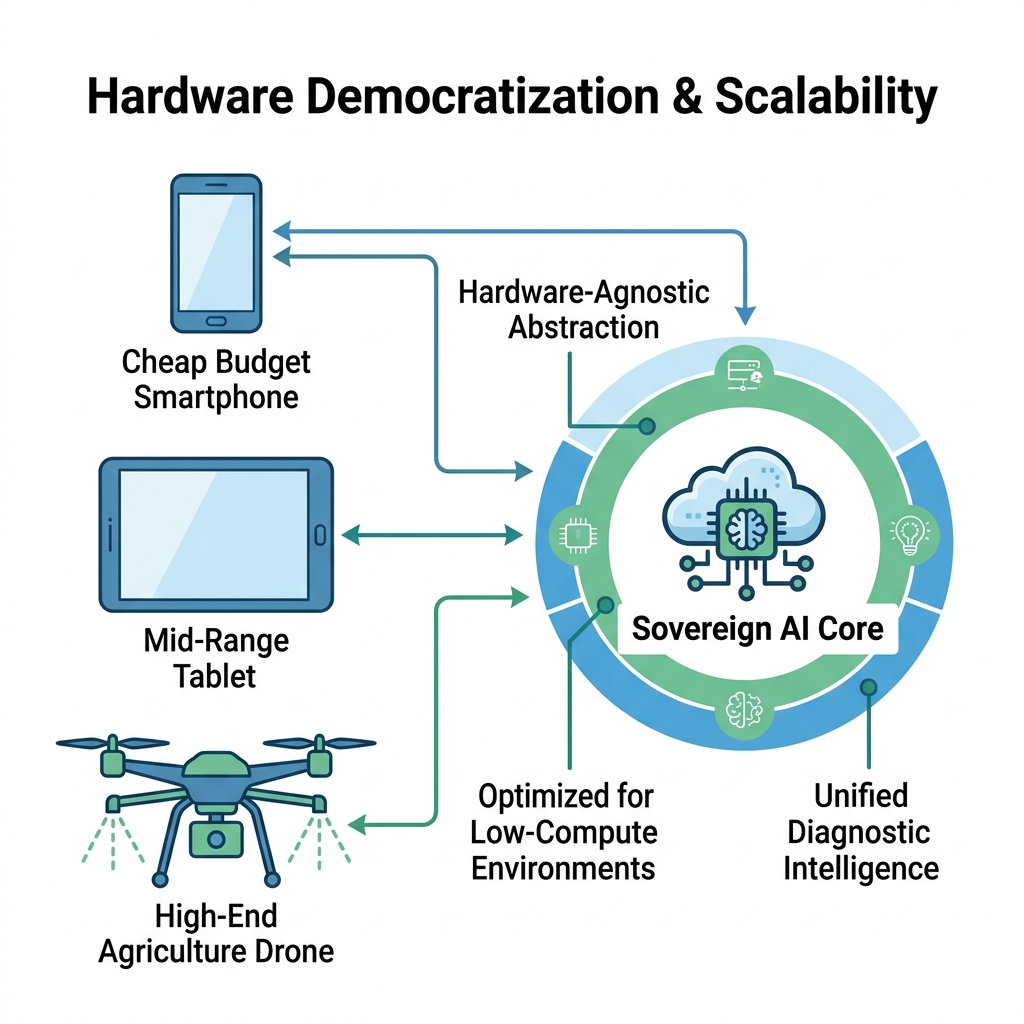 Hardware Democratization & Scalability
Cheap Budget
Smartphone
Hardware-Agnostic
Abstraction
Mid-Range
Tablet
Sovereign AI Core
High-End
Agriculture Drone
Optimized for
Low-Compute
Environments
Unified
Diagnostic
Intelligence